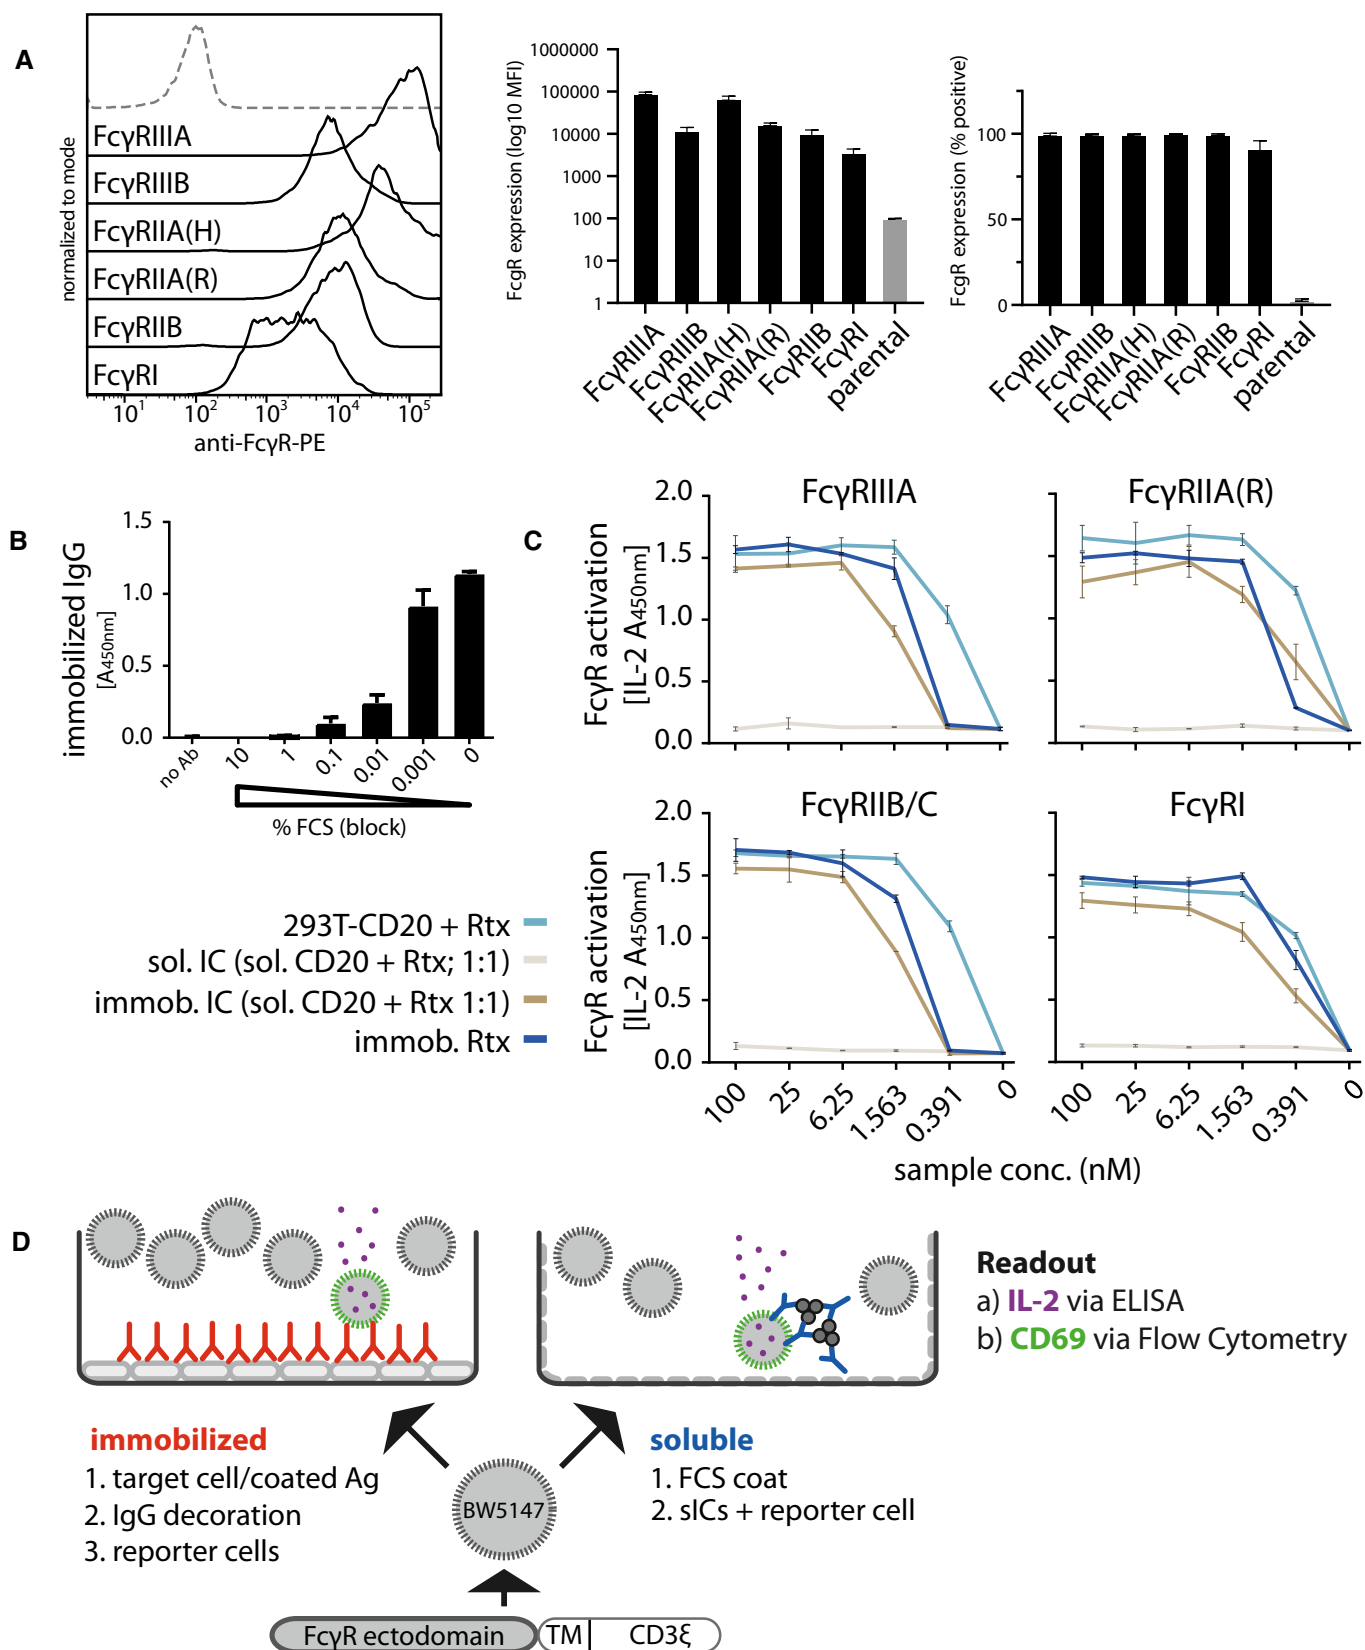 A
normalized to mode
FcγRIIIA
FcγRIIIB
FcγRIIA(H)
FcγRIIA(R)
FcγRIIB
FcγRI
10¹ 10² 10³ 10⁴ 10⁵
anti-FcγR-PE
FcgR expression (log10 MFI)
1000000
100000
10000
1000
100
10
1
FcγRIIIA
FcγRIIIB
FcγRIIA(H)
FcγRIIA(R)
FcγRIIB
FcγRI
parental
FcgR expression (% positive)
100
50
0
FcγRIIIA
FcγRIIIB
FcγRIIA(H)
FcγRIIA(R)
FcγRIIB
FcγRI
parental
B
immobilized IgG
[A450nm]
1.5
1.0
0.5
0.0
no Ab 10 1 0.1 0.01 0.001 0
% FCS (block)
293T-CD20 + Rtx
sol. IC (sol. CD20 + Rtx; 1:1)
immob. IC (sol. CD20 + Rtx 1:1)
immob. Rtx
C
FcγRIIIA
FcγRIIA(R)
FcγR activation
[IL-2 A450nm]
2.0
1.5
1.0
0.5
0.0
FcγRIIB/C
FcγRI
FcγR activation
[IL-2 A450nm]
2.0
1.5
1.0
0.5
0.0
100 25 6.25 1.563 0.391 0
100 25 6.25 1.563 0.391 0
sample conc. (nM)
D
Readout
a) IL-2 via ELISA
b) CD69 via Flow Cytometry
immobilized
1. target cell/coated Ag
2. IgG decoration
3. reporter cells
soluble
1. FCS coat
2. sICs + reporter cell
BW5147
FcγR ectodomain TM CD3ξ